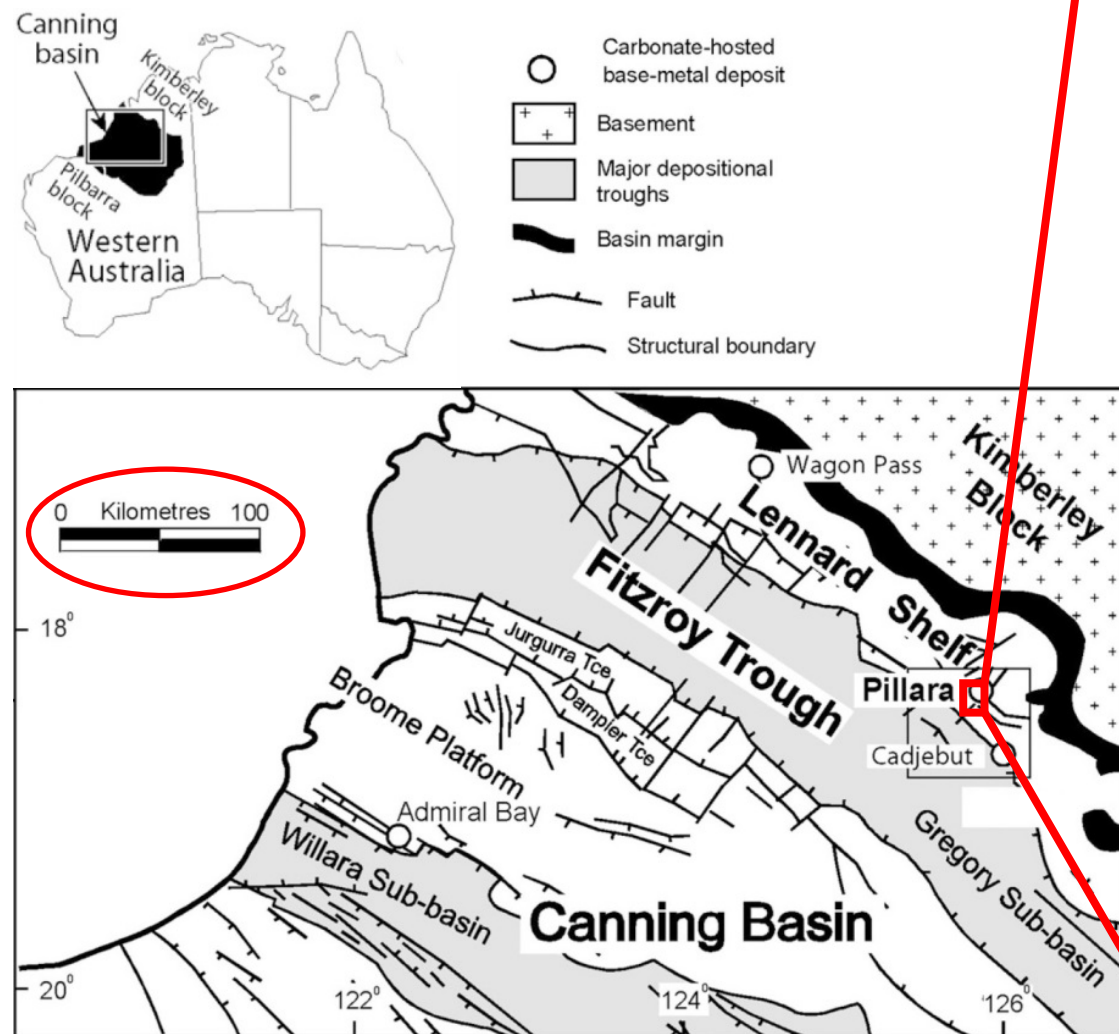 Canning
basin
Kimberley
block
Pilbarra
block
Western
Australia
Carbonate-hosted
base-metal deposit
Basement
Major depositional
troughs
Basin margin
Fault
Structural boundary
0 Kilometres 100
Wagon Pass
Kimberley
Block
Lennard Shelf
Fitzroy Trough
18°
Jurgurra Tce
Dampler Tce
Broome Platform
Pillara
Cadjebut
Admiral Bay
Willara Sub-basin
Gregory Sub-basin
Canning Basin
20°
122°
124°
126°